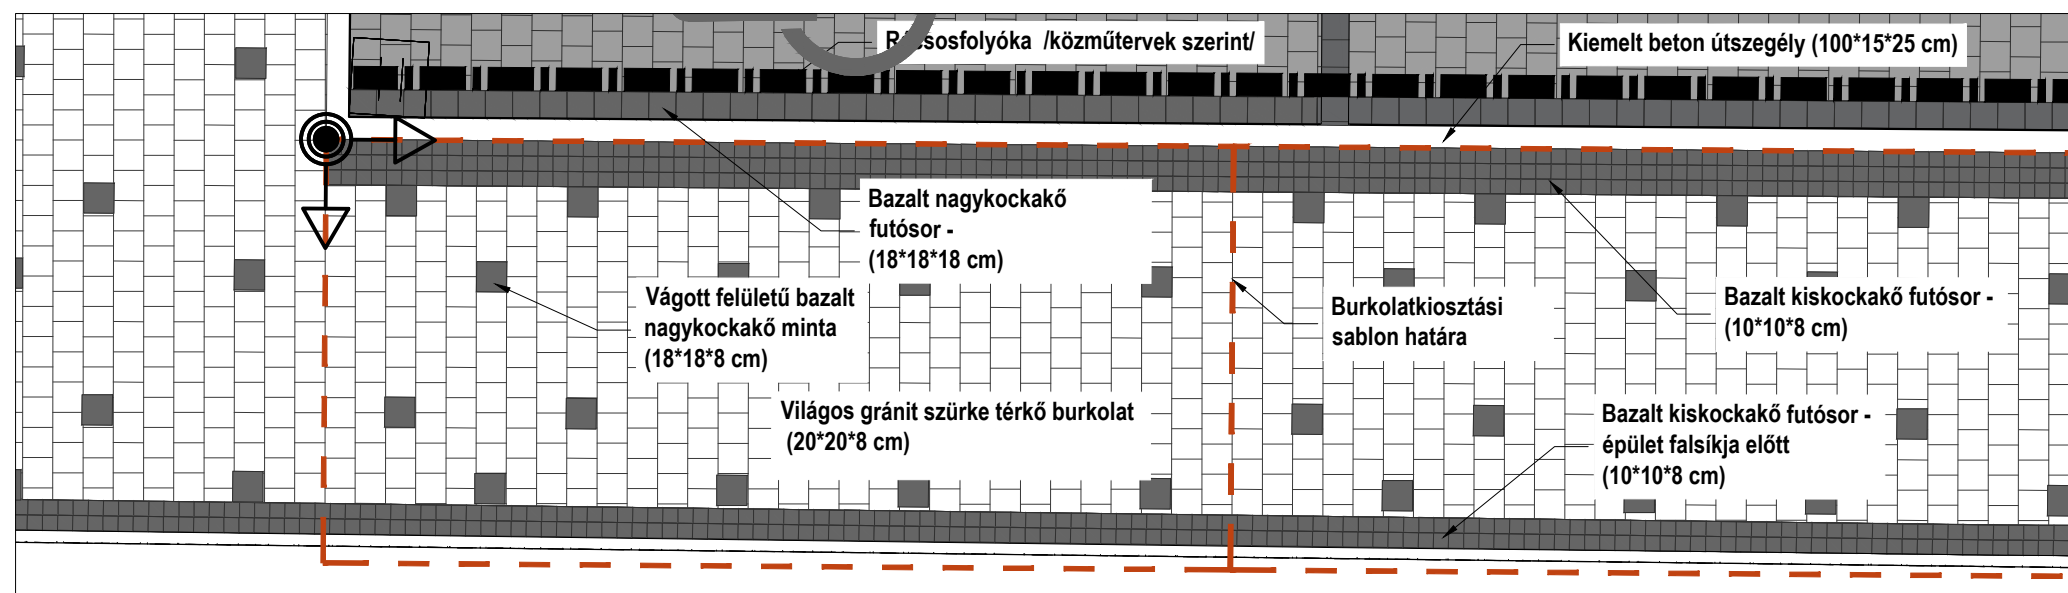 /közműtervek szerint/
Kiemelt beton útszegély (100*15*25 cm)
Bazalt nagykockakő
futósor -
(18*18*18 cm)
Vágott felületű bazalt
nagykockakő minta
(18*18*8 cm)
Burkolatkiosztási
sablon határa
Bazalt kiskockakő futósor -
(10*10*8 cm)
Világos gránit szürke térkő burkolat
(20*20*8 cm)
Bazalt kiskockakő futósor -
épület falsíkja előtt
(10*10*8 cm)